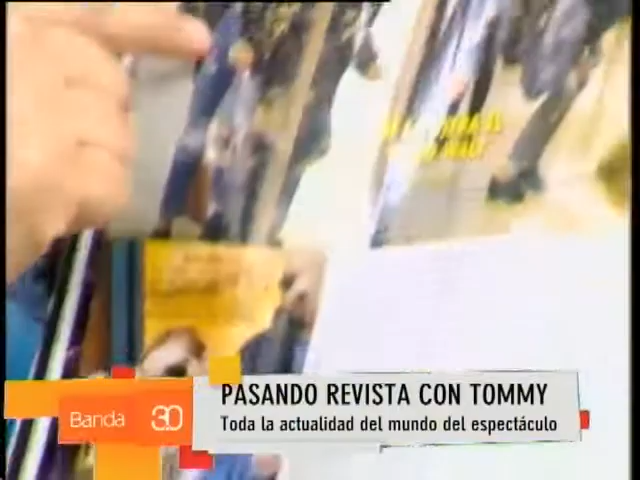 PASANDO REVISTA CON TOMMY
Banda 30
Toda la actualidad del mundo del espectáculo